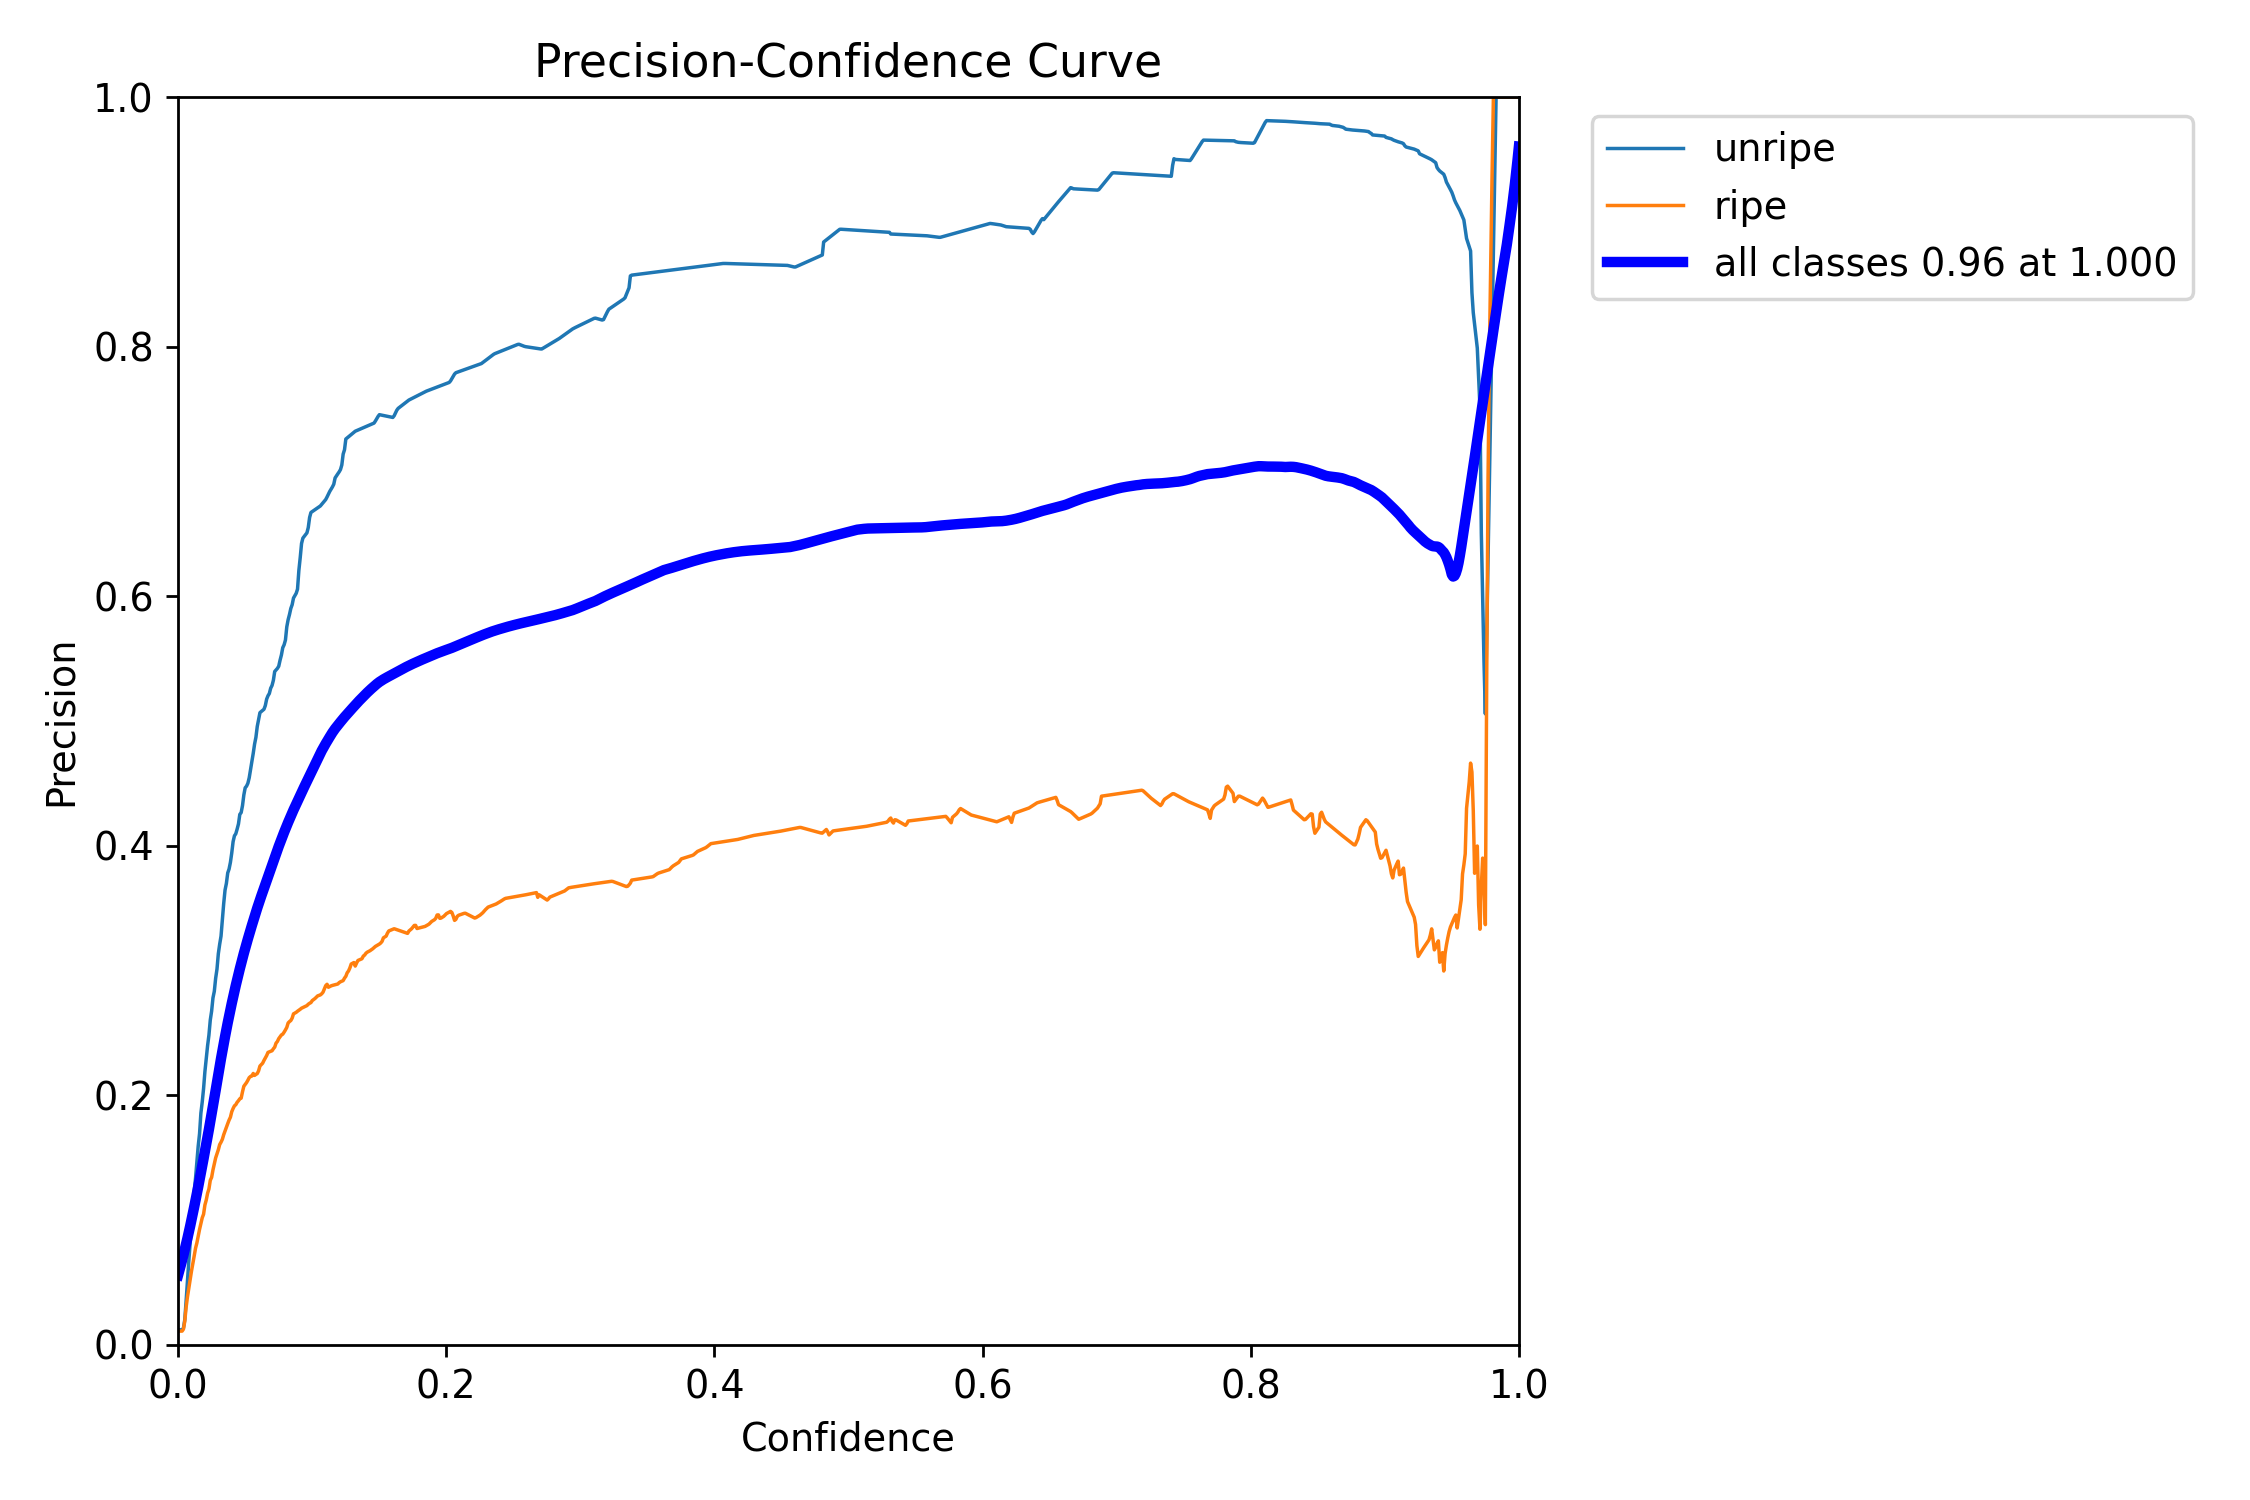 Precision-Confidence Curve
unripe
ripe
all classes 0.96 at 1.000
Precision
1.0
0.8
0.6
0.4
0.2
0.0
0.0 0.2 0.4 0.6 0.8 1.0
Confidence